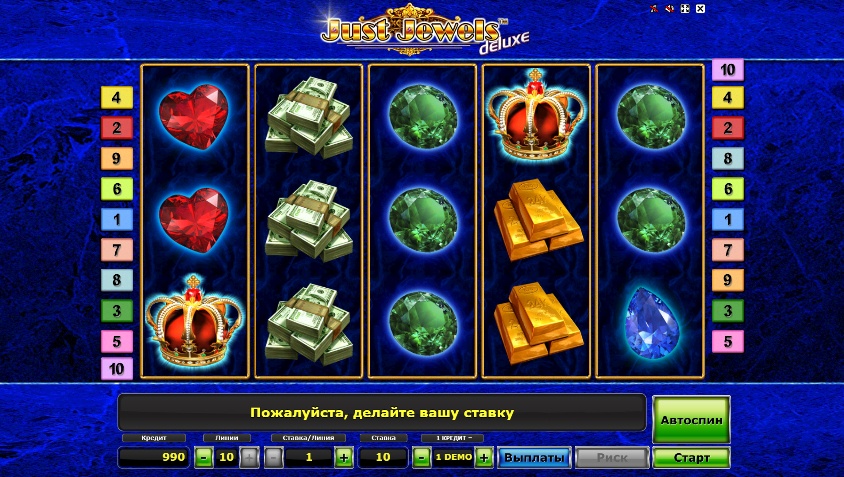 Just Jewels™
deluxe
10
4
4
2
2
9
8
6
6
1
1
7
7
8
9
3
3
5
5
10
Пожалуйста, делайте вашу ставку
Автоспин
Кредит
Линии
Ставка/Линия
Ставка
1 КРЕДИТ =
990
- 10 +
- 1 +
10
- 1 DEMO +
Выплаты
Риск
Старт